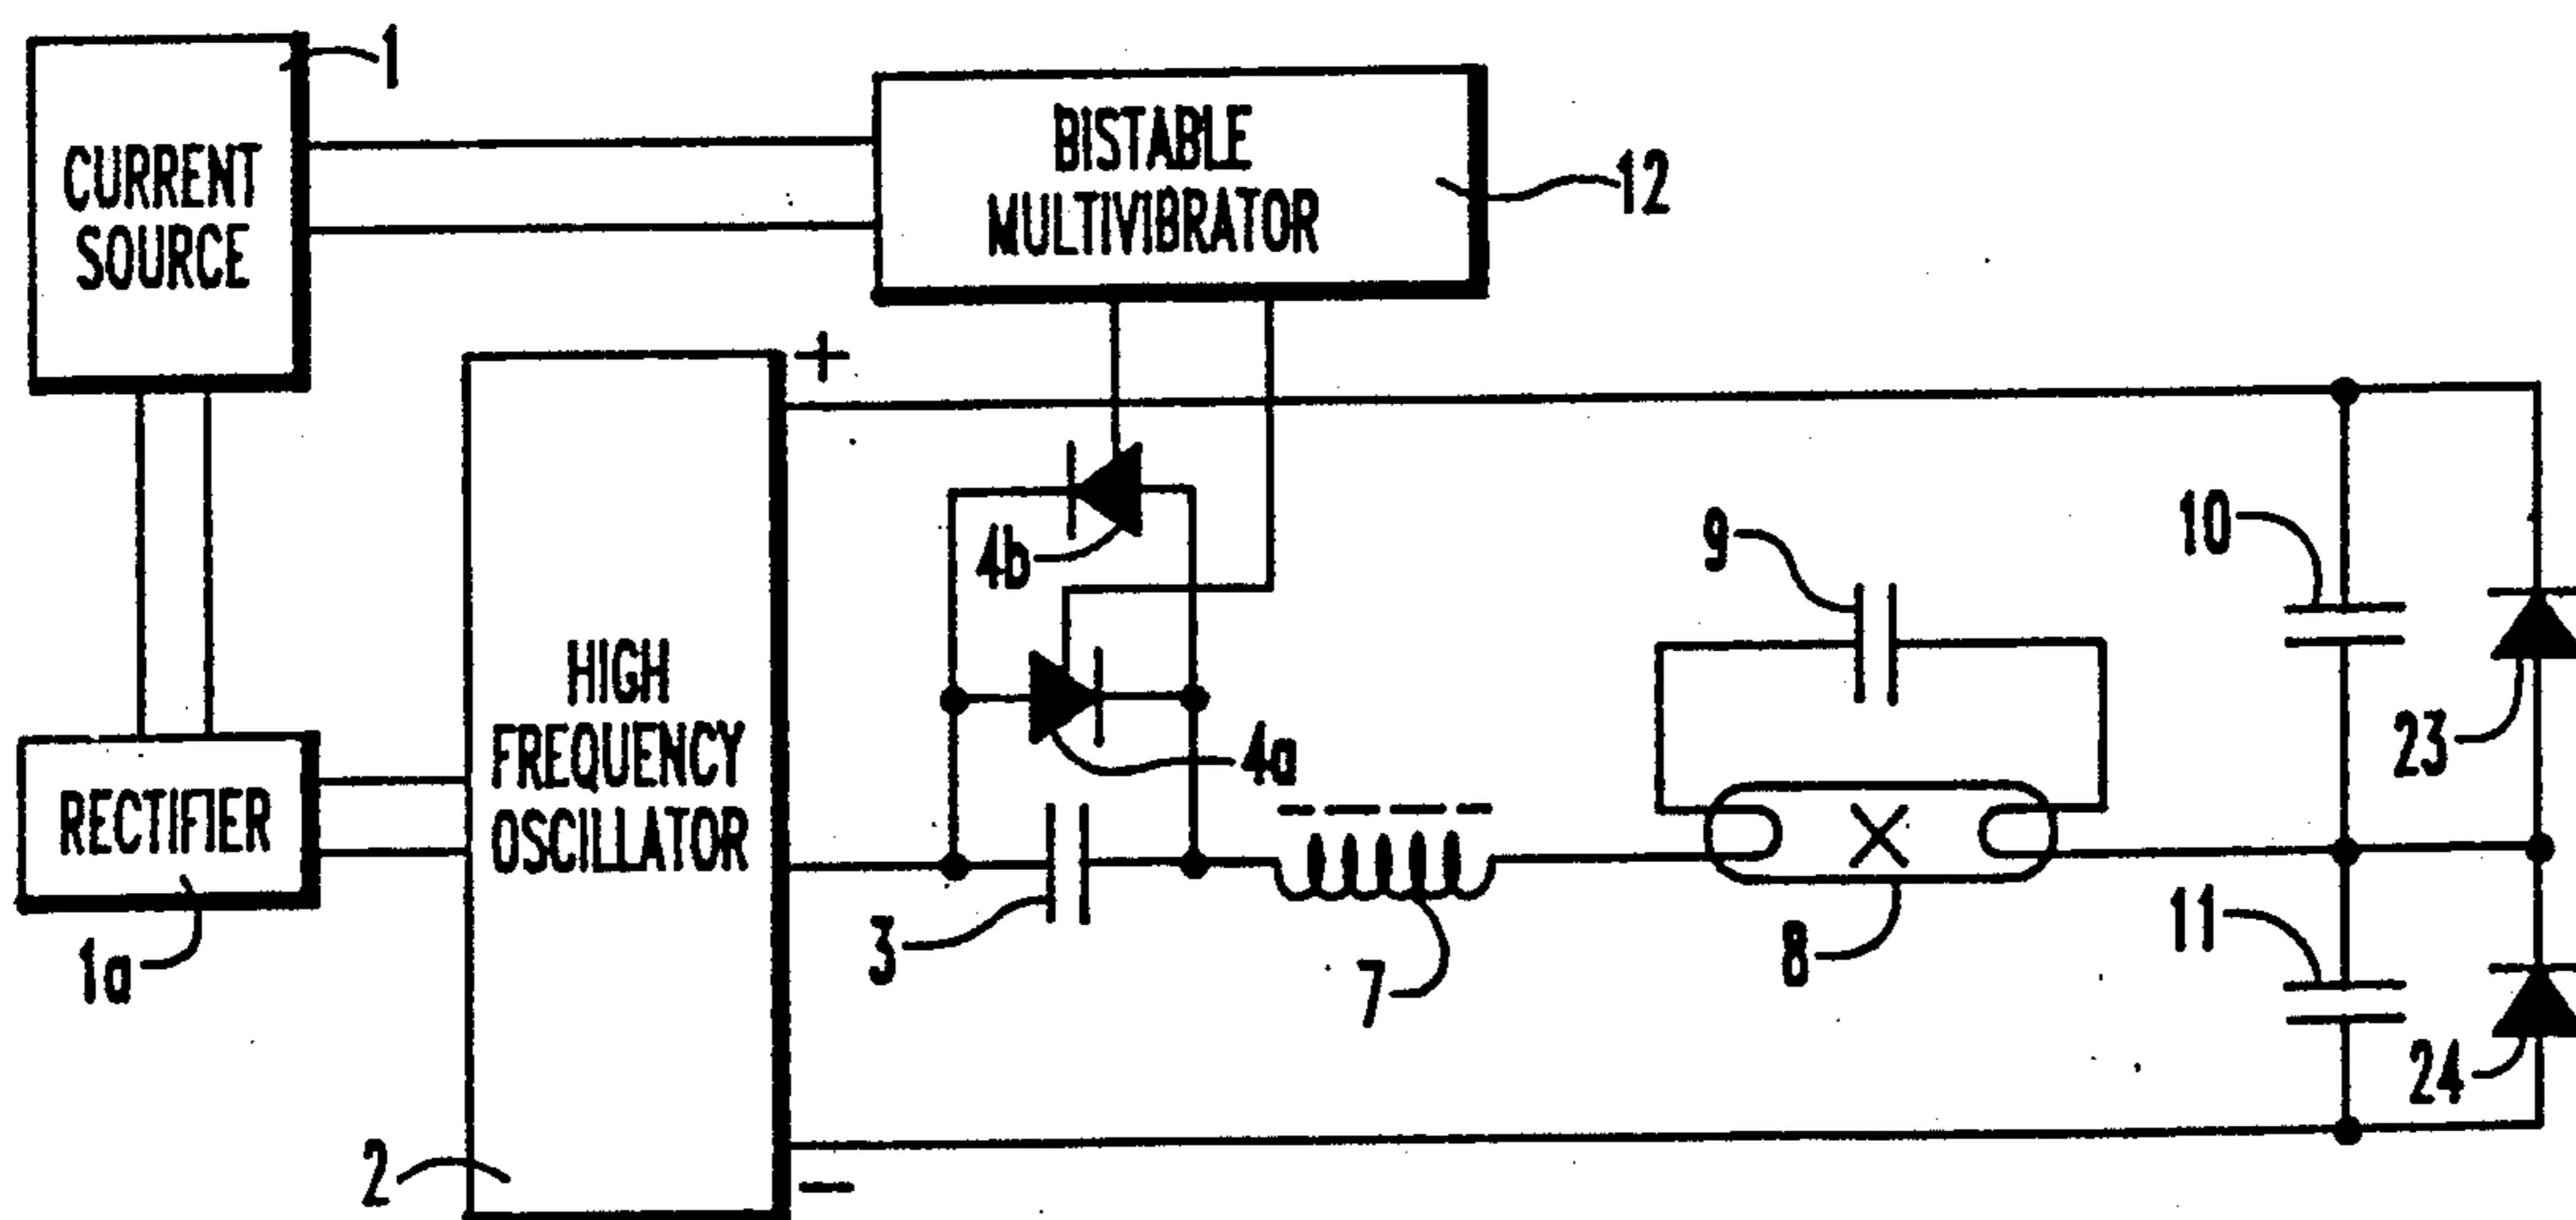 1
CURRENT
SOURCE
BISTABLE
MULTIVIBRATOR
12
+
4b
9
10
HIGH
FREQUENCY
OSCILLATOR
23
4a
RECTIFIER
1a
3
7
8
11
24
2
−